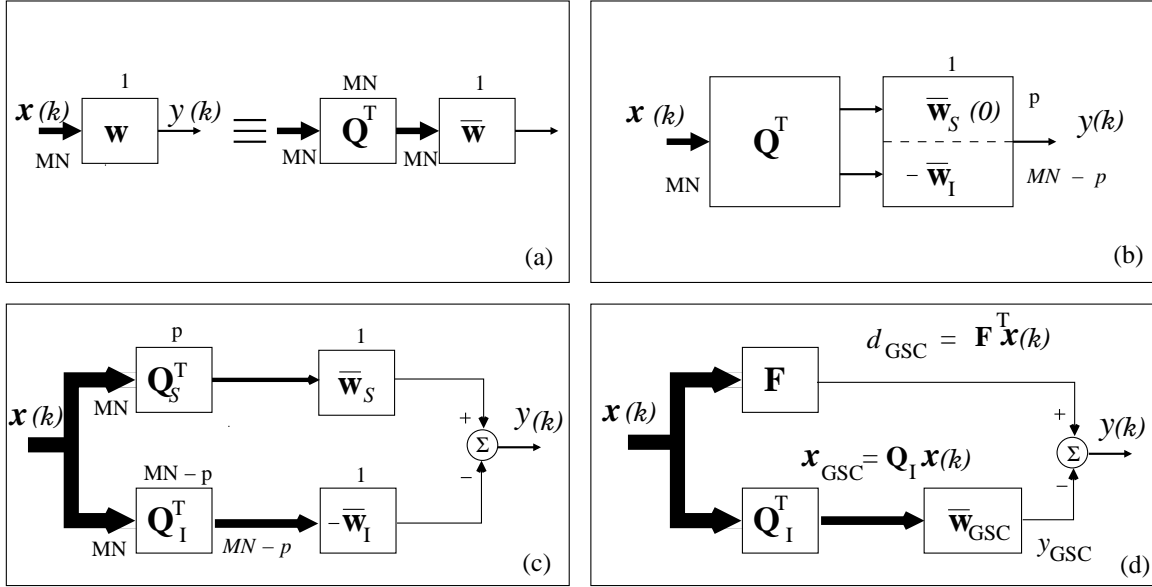 1
x(k)
w
y(k)
MN
MN
Q^T
MN
MN
1
w̅
(a)
x(k)
MN
Q^T
1
w̅_S (0)
- w̅_I
p
y(k)
MN - p
(b)
x(k)
p
Q_S^T
MN
1
w̅_S
+
Σ
y(k)
−
MN – p
Q_I^T
MN
MN – p
1
-w̅_I
(c)
x(k)
F
d_GSC = F^T x(k)
+
Σ
y(k)
−
x_GSC = Q_I x(k)
Q_I^T
w̅_GSC
y_GSC
(d)